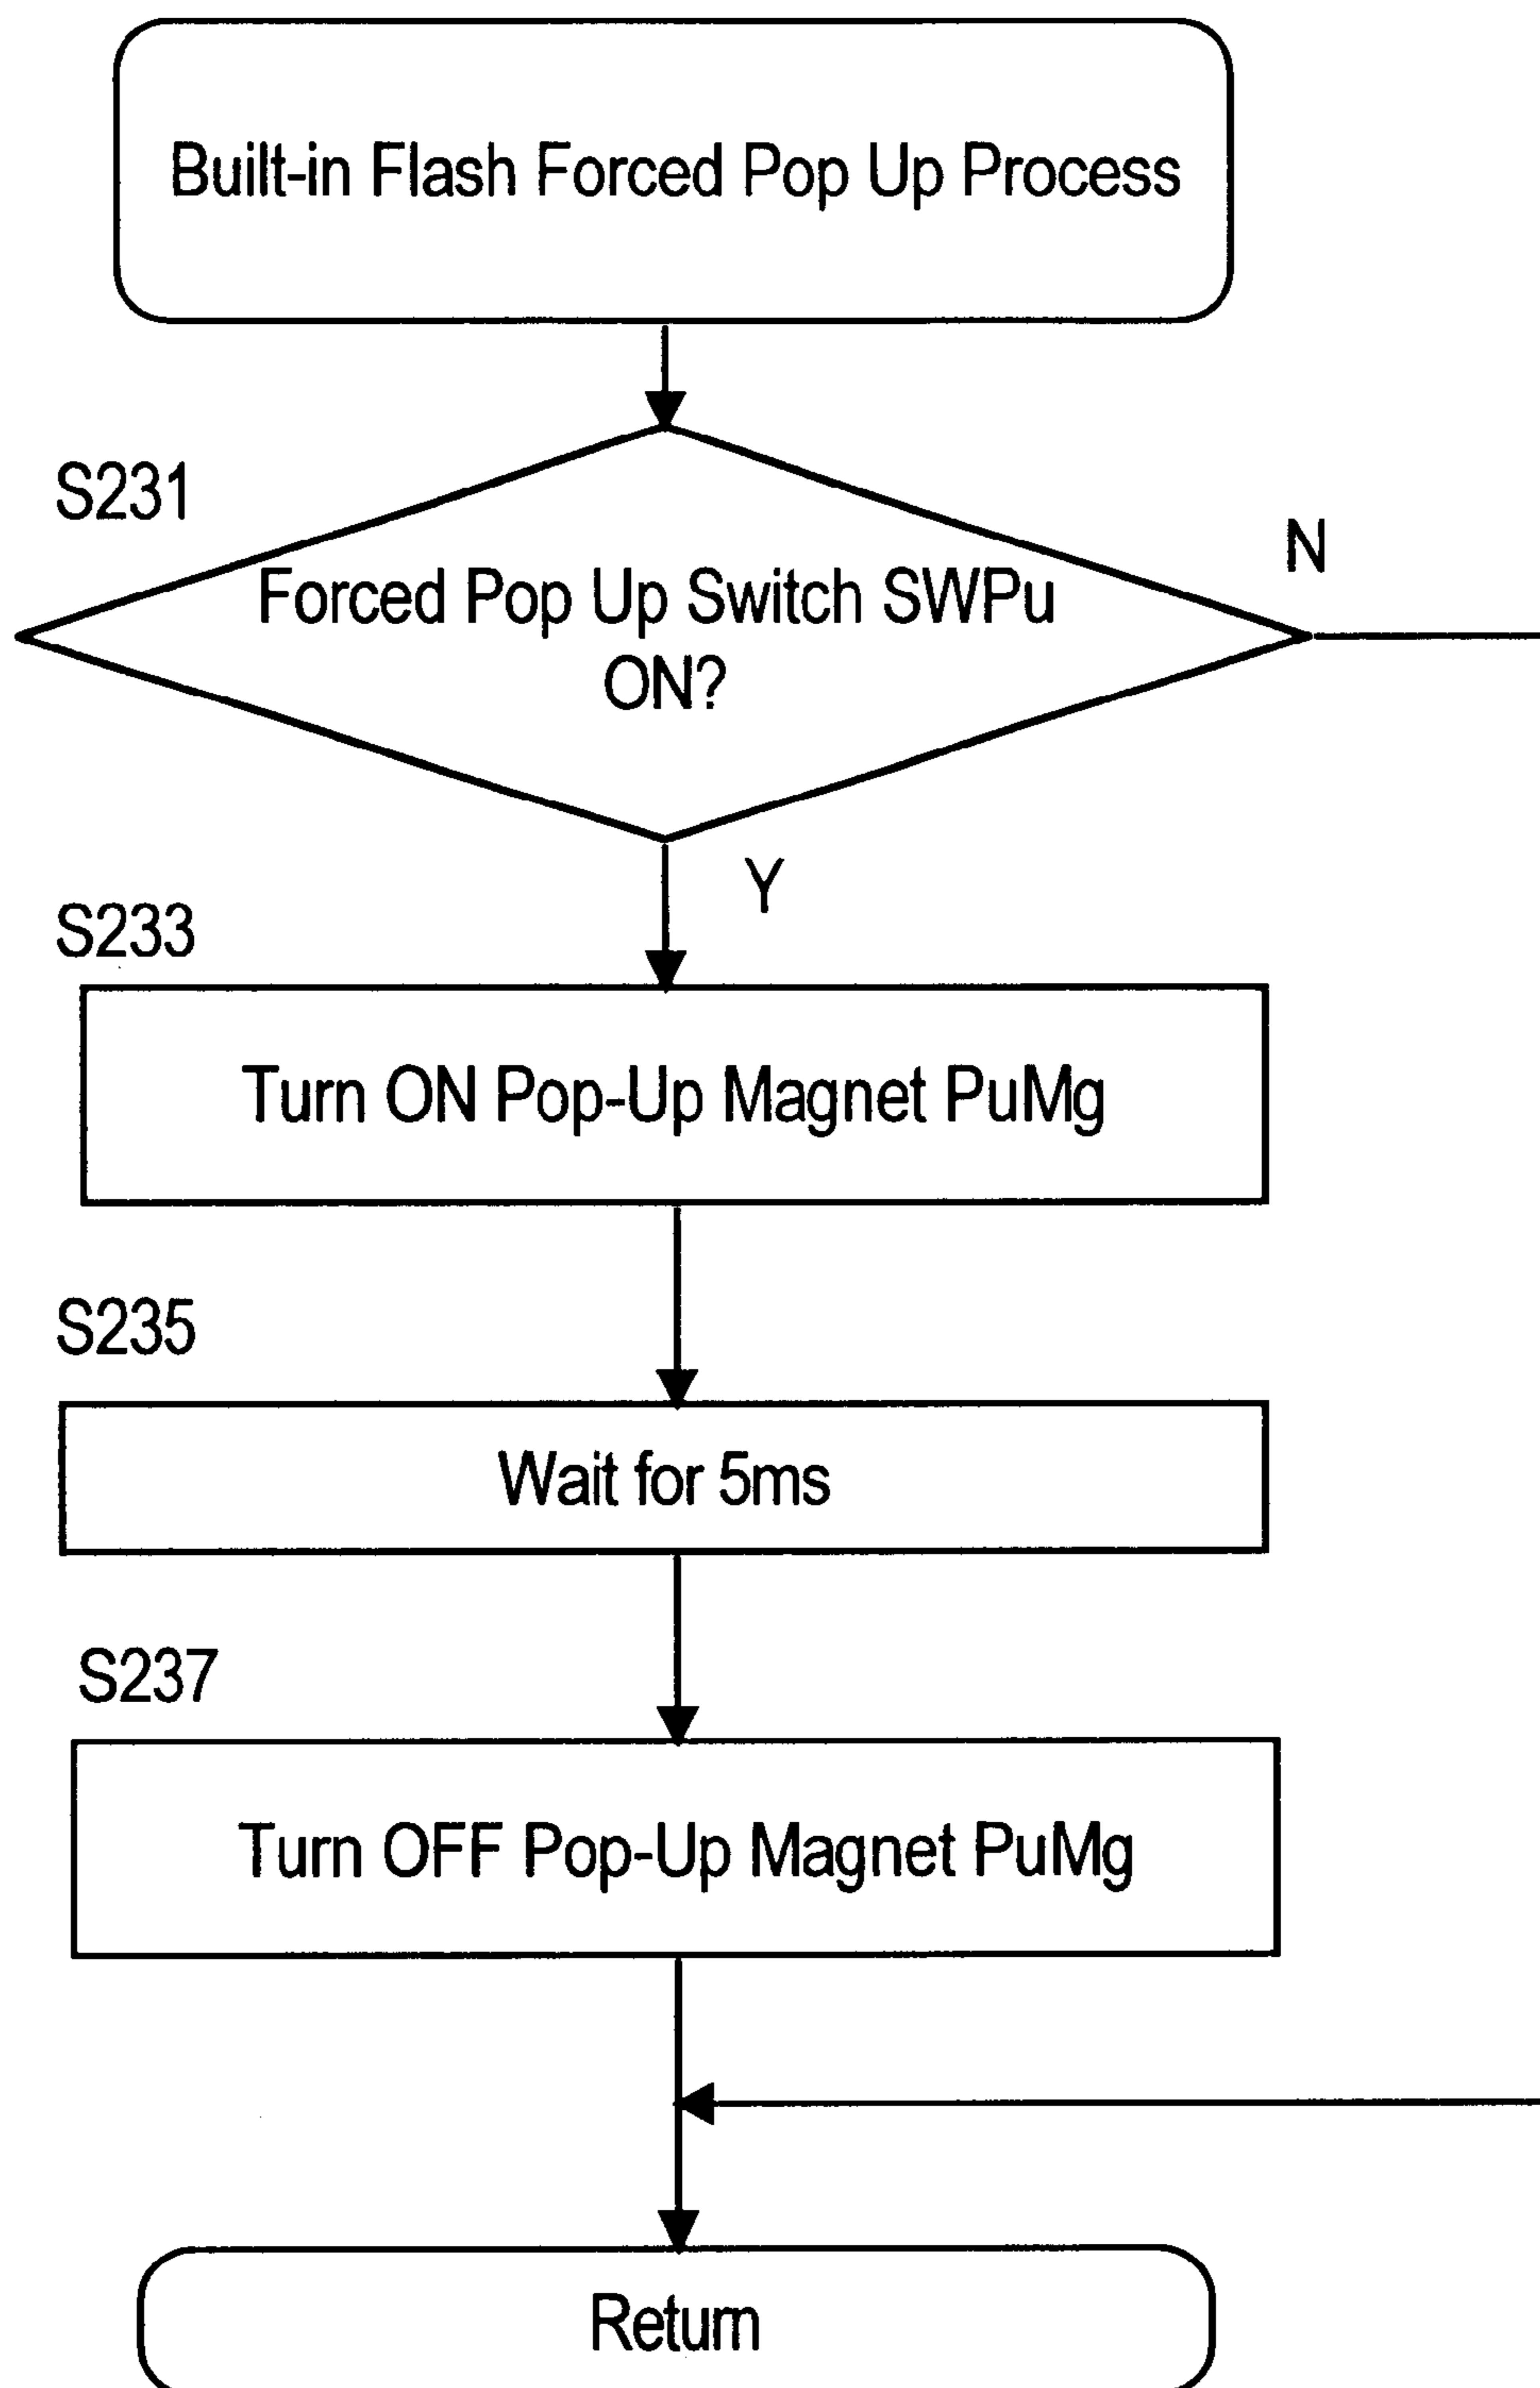 Built-in Flash Forced Pop Up Process
S231
N
Forced Pop Up Switch SWPu
ON?
Y
S233
Turn ON Pop-Up Magnet PuMg
S235
Wait for 5ms
S237
Turn OFF Pop-Up Magnet PuMg
Return